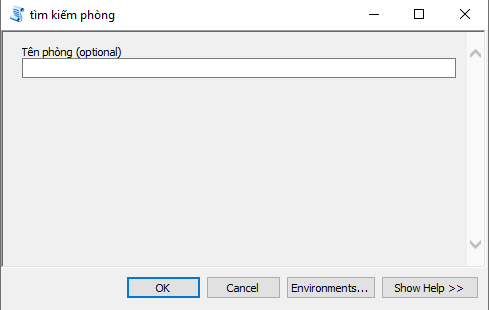 tìm kiếm phòng
Tên phòng (optional)
OK
Cancel
Environments...
Show Help >>